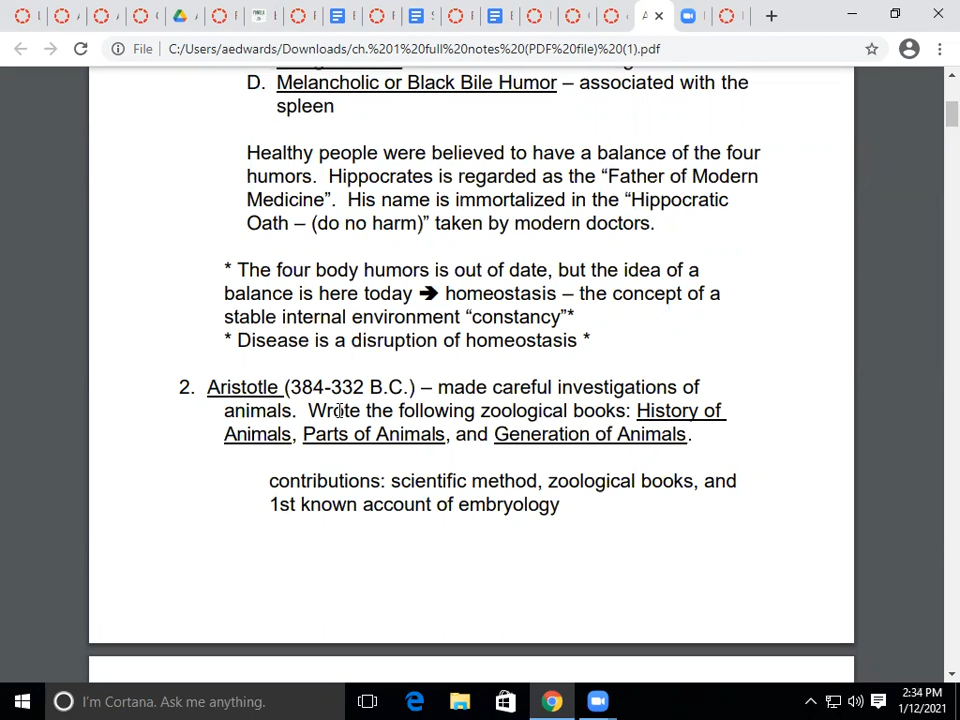 File
C:/Users/aedwards/Downloads/ch.%201%20full%20notes%20(PDF%20file)%20(1).pdf
D. Melancholic or Black Bile Humor – associated with the
spleen
Healthy people were believed to have a balance of the four
humors. Hippocrates is regarded as the “Father of Modern
Medicine”. His name is immortalized in the “Hippocratic
Oath – (do no harm)” taken by modern doctors.
* The four body humors is out of date, but the idea of a
balance is here today 🡺 homeostasis – the concept of a
stable internal environment “constancy”*
* Disease is a disruption of homeostasis *
2. Aristotle (384-332 B.C.) – made careful investigations of
animals. Wrote the following zoological books: History of
Animals, Parts of Animals, and Generation of Animals.
contributions: scientific method, zoological books, and
1st known account of embryology
I'm Cortana. Ask me anything.
2:34 PM
1/12/2021